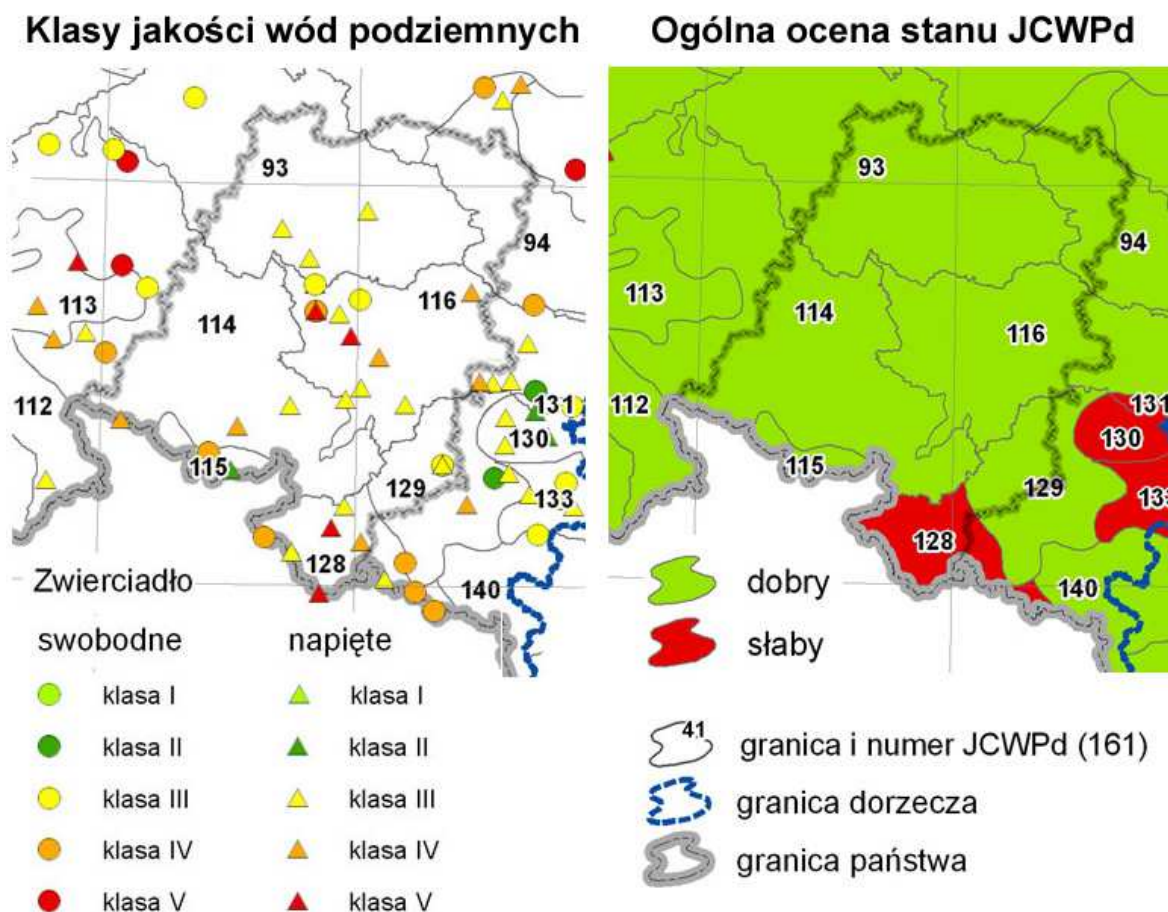 Klasy jakości wód podziemnych
93
94
113
114
116
112
115
131
130
129
133
128
140
Zwierciadło
swobodne
napięte
klasa I
klasa I
klasa II
klasa II
klasa III
klasa III
klasa IV
klasa IV
klasa V
klasa V
Ogólna ocena stanu JCWPd
93
94
113
114
116
112
131
130
115
129
133
128
140
dobry
słaby
41
granica i numer JCWPd (161)
granica dorzecza
granica państwa